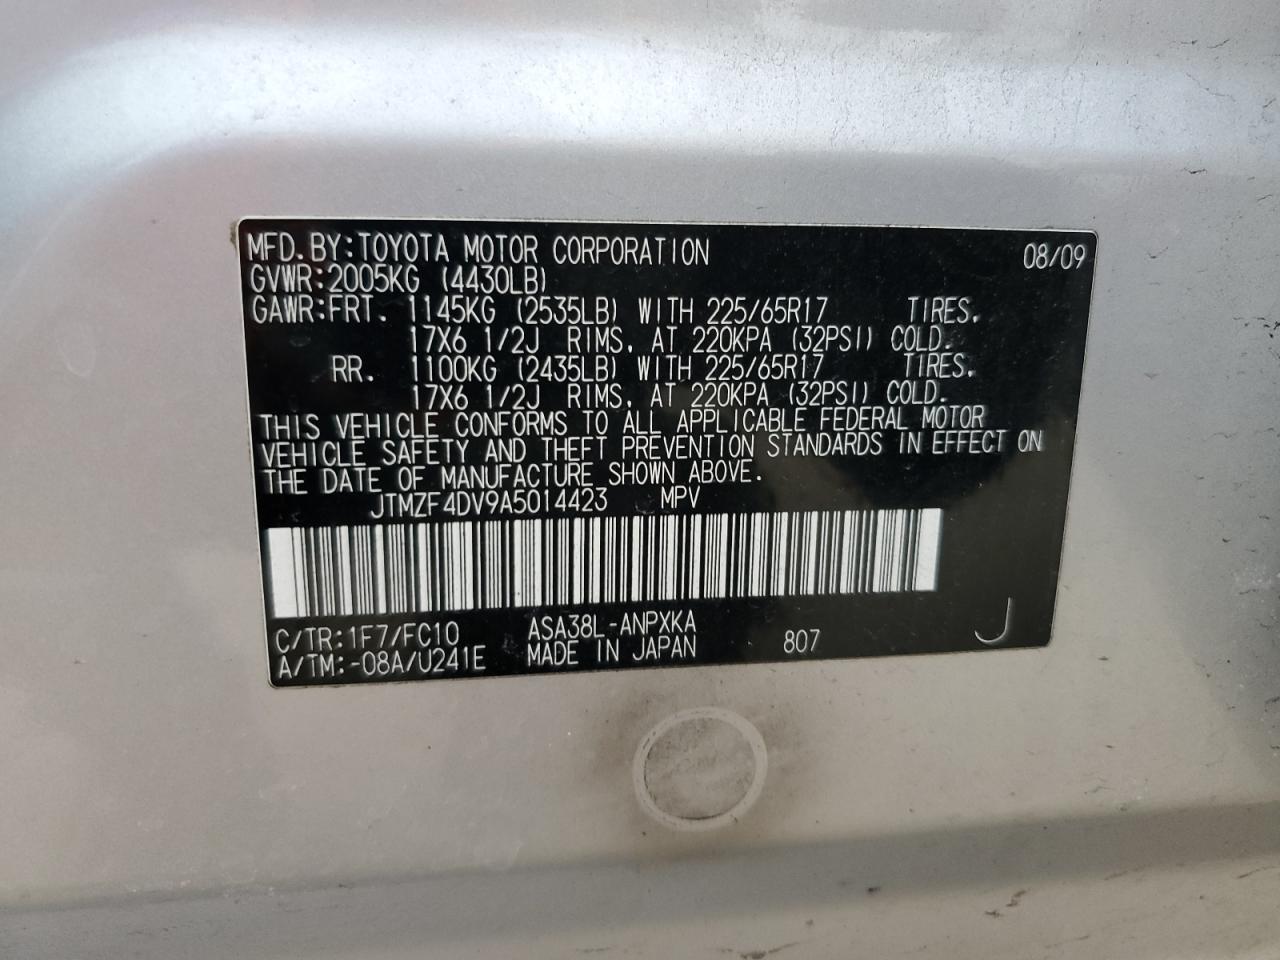 MFD.BY:TOYOTA MOTOR CORPORATION 08/09
GVWR:2005KG (4430LB)
GAWR:FRT. 1145KG (2535LB) WITH 225/65R17 TIRES.
17X6 1/2J RIMS, AT 220KPA (32PSI) COLD.
RR. 1100KG (2435LB) WITH 225/65R17 TIRES.
17X6 1/2J RIMS, AT 220KPA (32PSI) COLD.
THIS VEHICLE CONFORMS TO ALL APPLICABLE FEDERAL MOTOR
VEHICLE SAFETY AND THEFT PREVENTION STANDARDS IN EFFECT ON
THE DATE OF MANUFACTURE SHOWN ABOVE.
JTMZF4DV9A5014423 MPV
C/TR:1F7/FC10 ASA38L-ANPXKA
A/TM:-08A/U241E MADE IN JAPAN 807 J